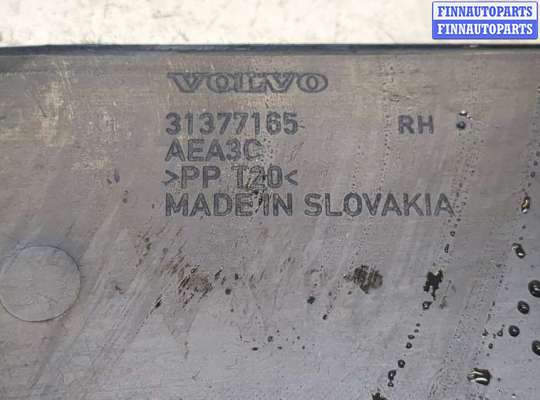 FINNAUTOPARTS
FINNAUTOPARTS
VOLVO
31377165 RH
AEA3C
>PP T20<
MADE IN SLOVAKIA